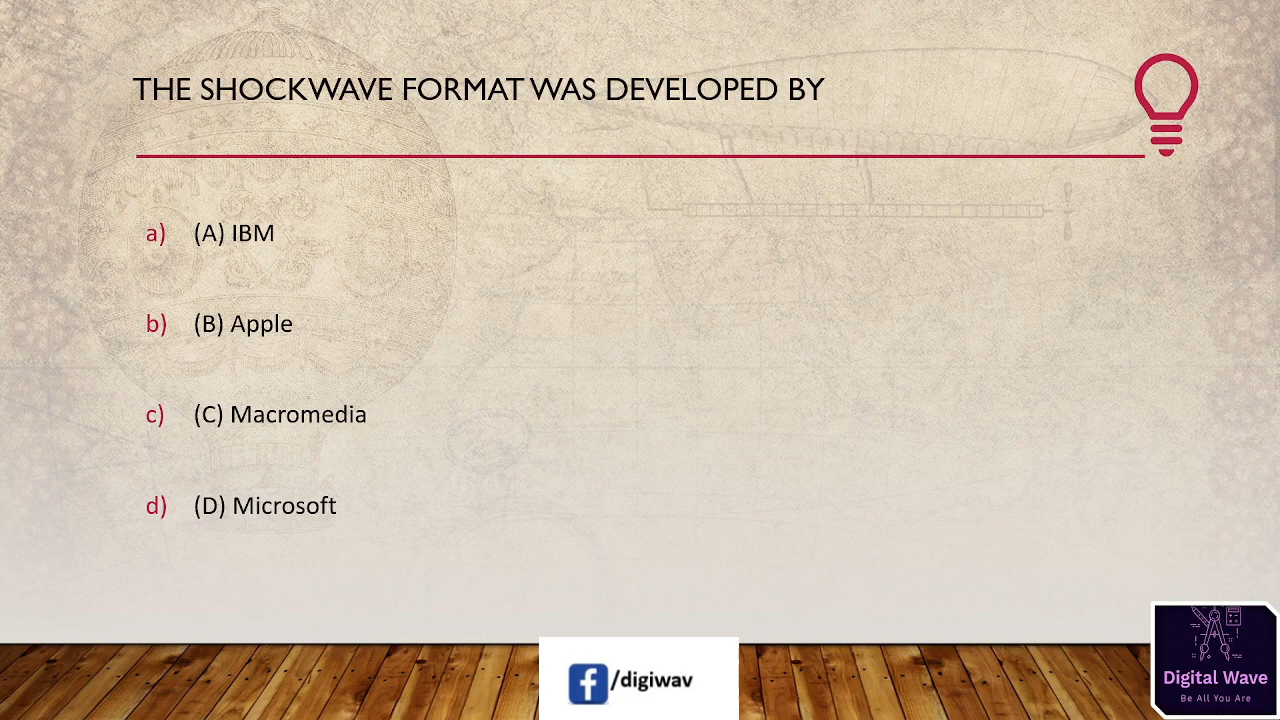 THE SHOCKWAVE FORMAT WAS DEVELOPED BY
a) (A) IBM
b) (B) Apple
c) (C) Macromedia
d) (D) Microsoft
/digiwav
Digital Wave
Be All You Are